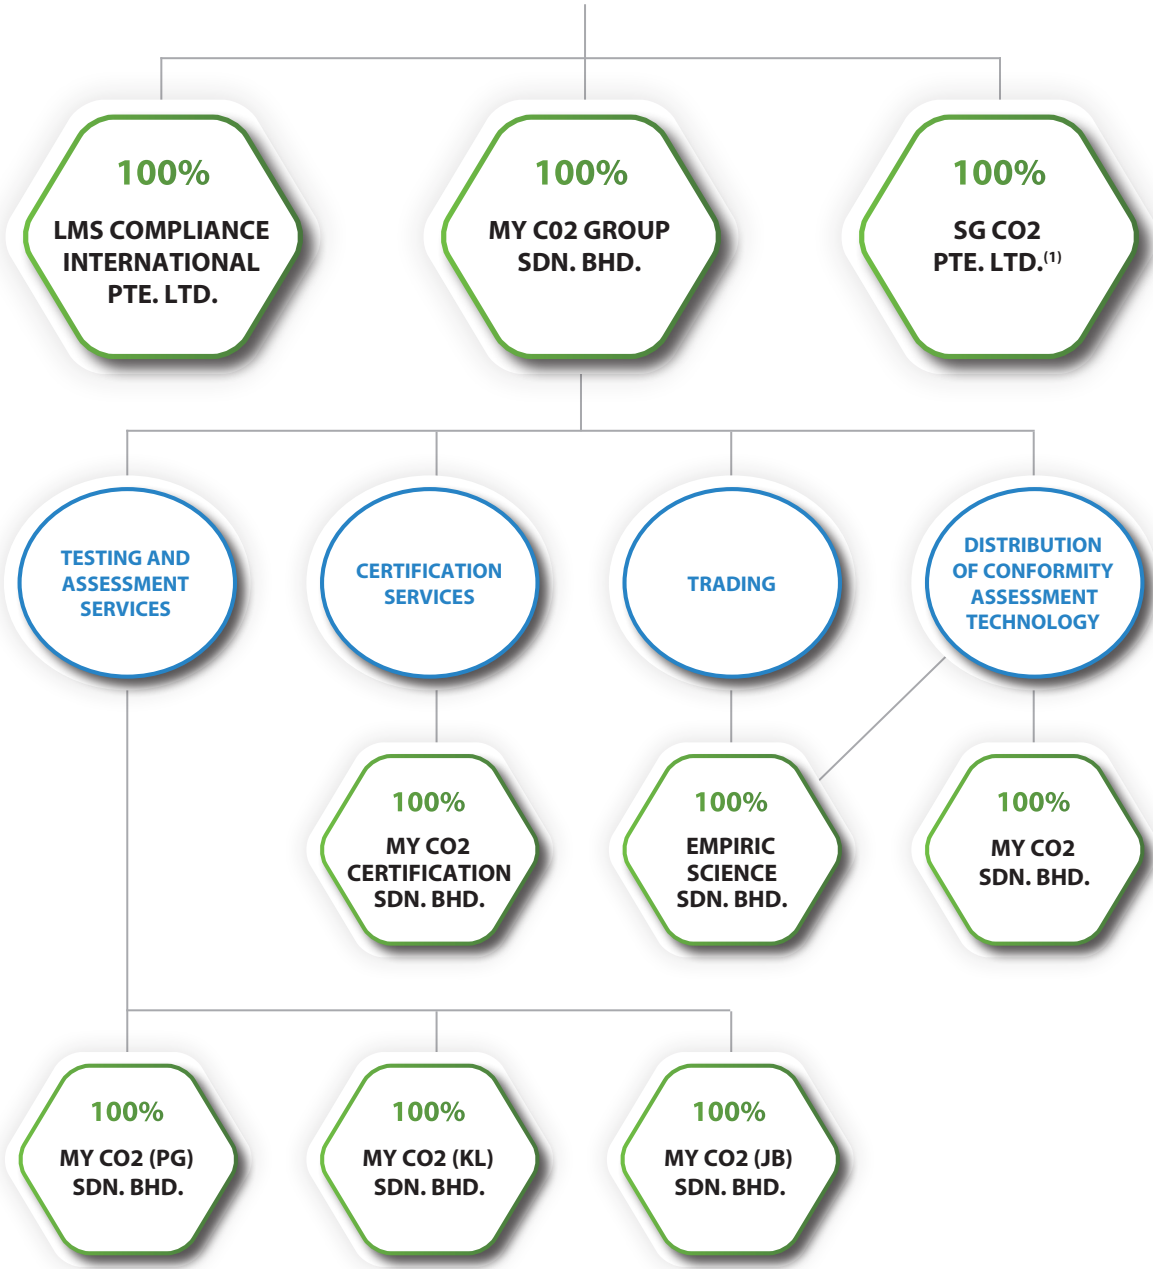 100%
LMS COMPLIANCE
INTERNATIONAL
PTE. LTD.
100%
MY C02 GROUP
SDN. BHD.
100%
SG CO2
PTE. LTD.(1)
TESTING AND
ASSESSMENT
SERVICES
CERTIFICATION
SERVICES
TRADING
DISTRIBUTION
OF CONFORMITY
ASSESSMENT
TECHNOLOGY
100%
MY CO2
CERTIFICATION
SDN. BHD.
100%
EMPIRIC
SCIENCE
SDN. BHD.
100%
MY CO2
SDN. BHD.
100%
MY CO2 (PG)
SDN. BHD.
100%
MY CO2 (KL)
SDN. BHD.
100%
MY CO2 (JB)
SDN. BHD.